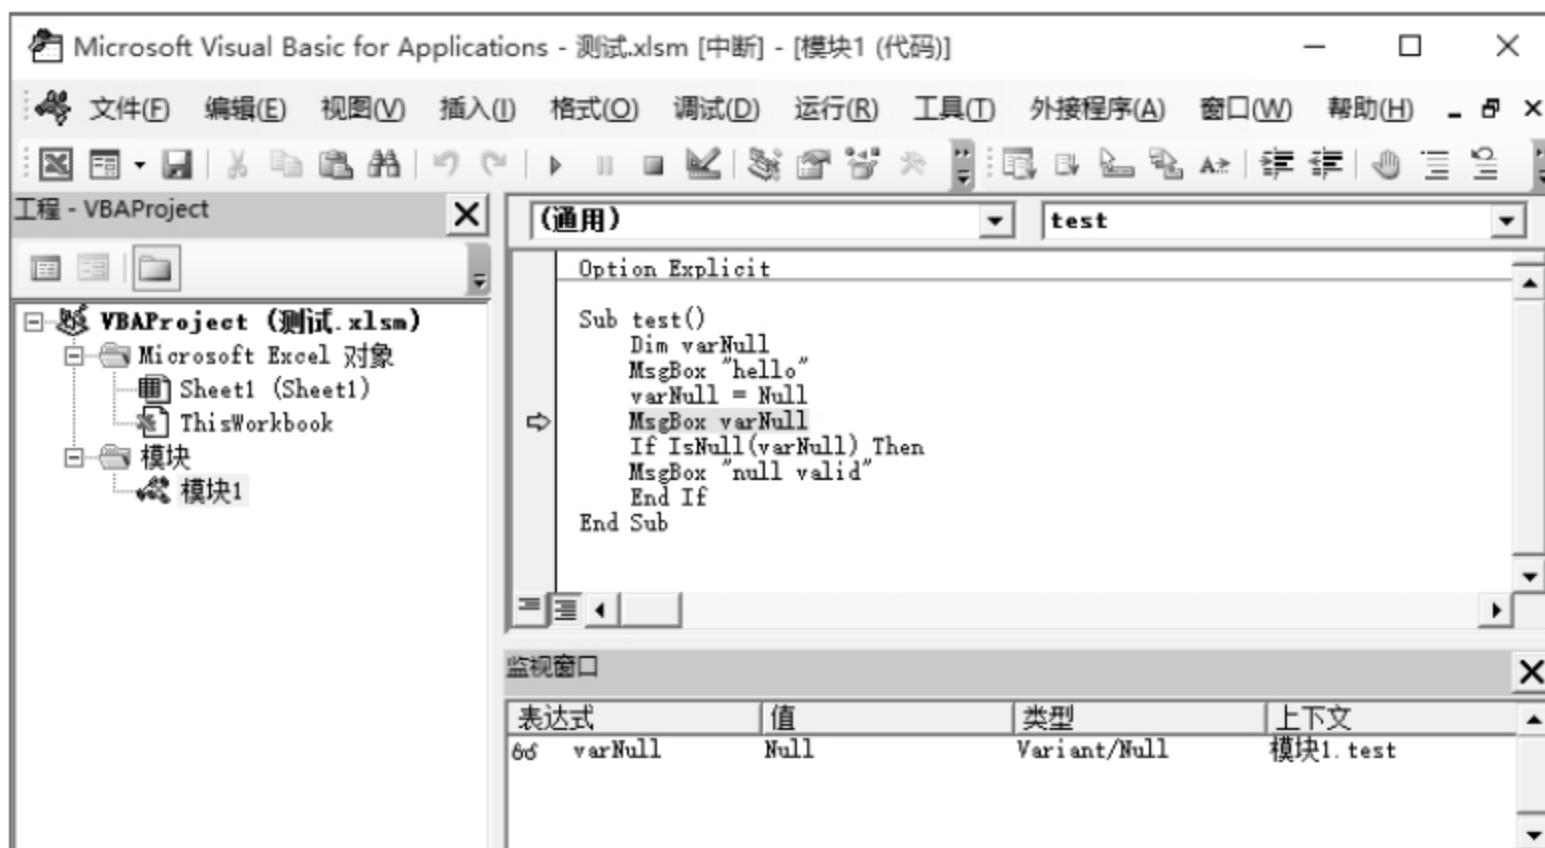 Microsoft Visual Basic for Applications - 测试.xlsm [中断] - [模块1 (代码)]
文件(F) 编辑(E) 视图(V) 插入(I) 格式(O) 调试(D) 运行(R) 工具(T) 外接程序(A) 窗口(W) 帮助(H)
工程 - VBAProject
VBAProject (测试.xlsm)
Microsoft Excel 对象
Sheet1 (Sheet1)
ThisWorkbook
模块
模块1
(通用) test
Option Explicit
Sub test()
Dim varNull
MsgBox "hello"
varNull = Null
MsgBox varNull
If IsNull(varNull) Then
MsgBox "null valid"
End If
End Sub
监视窗口
表达式 值 类型 上下文
varNull Null Variant/Null 模块1.test